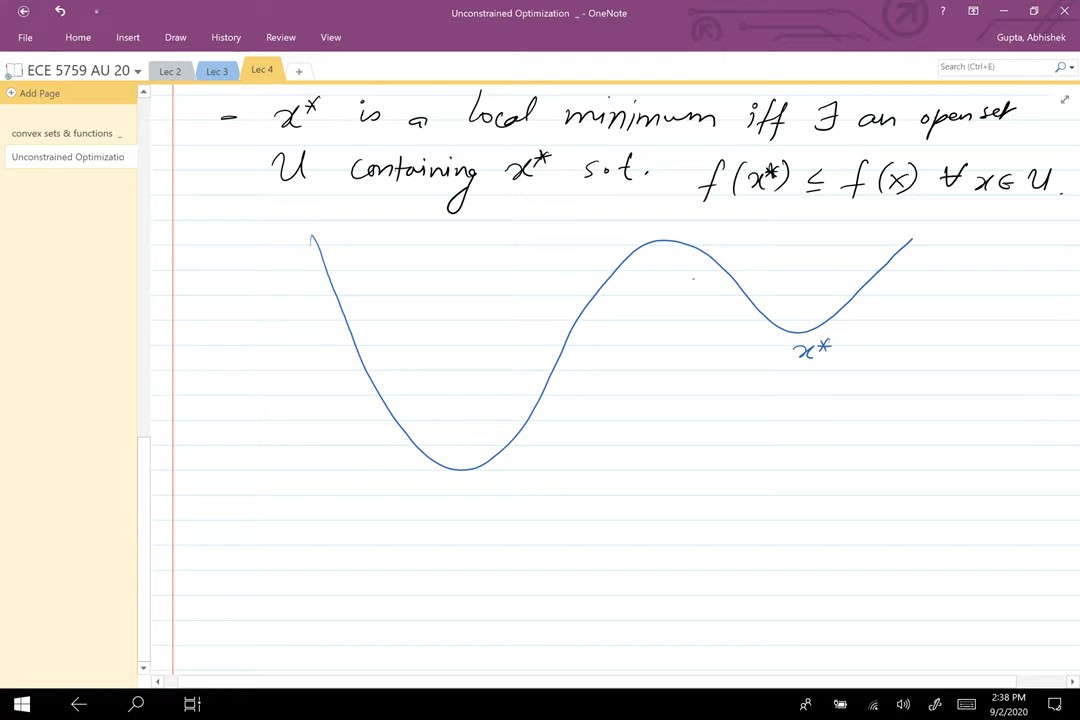 Unconstrained Optimization _ - OneNote
?
File Home Insert Draw History Review View
Gupta, Abhishek
ECE 5759 AU 20
Lec 2 Lec 3 Lec 4
Search (Ctrl+E)
Add Page
convex sets & functions _
Unconstrained Optimizatio
- x* is a local minimum iff ∃ an open set
U containing x* s.t. f(x*) ≤ f(x) ∀ x ∈ U.
x*
2:38 PM
9/2/2020